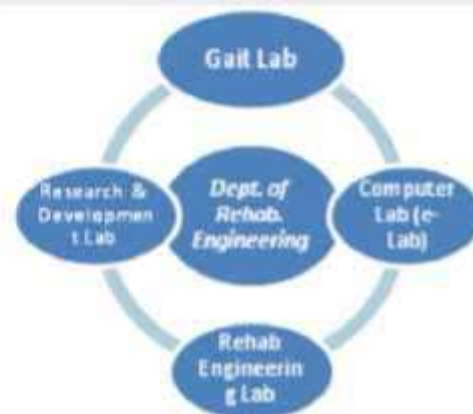 Gait Lab
Research &
Developmen
t Lab
Dept. of
Rehab.
Engineering
Computer
Lab (e-
Lab)
Rehab
Engineerin
g Lab